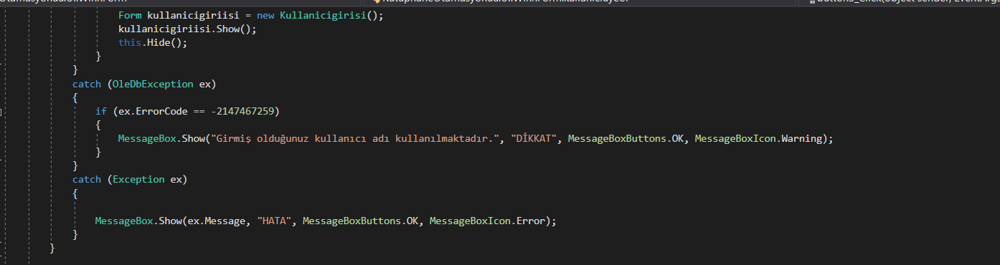 Form kullanicigiriisi = new Kullanicigirisi();
kullanicigiriisi.Show();
this.Hide();
}
}
catch (OleDbException ex)
{
if (ex.ErrorCode == -2147467259)
{
MessageBox.Show("Girmiş olduğunuz kullanıcı adı kullanılmaktadır.", "DİKKAT", MessageBoxButtons.OK, MessageBoxIcon.Warning);
}
}
catch (Exception ex)
{
MessageBox.Show(ex.Message, "HATA", MessageBoxButtons.OK, MessageBoxIcon.Error);
}
}